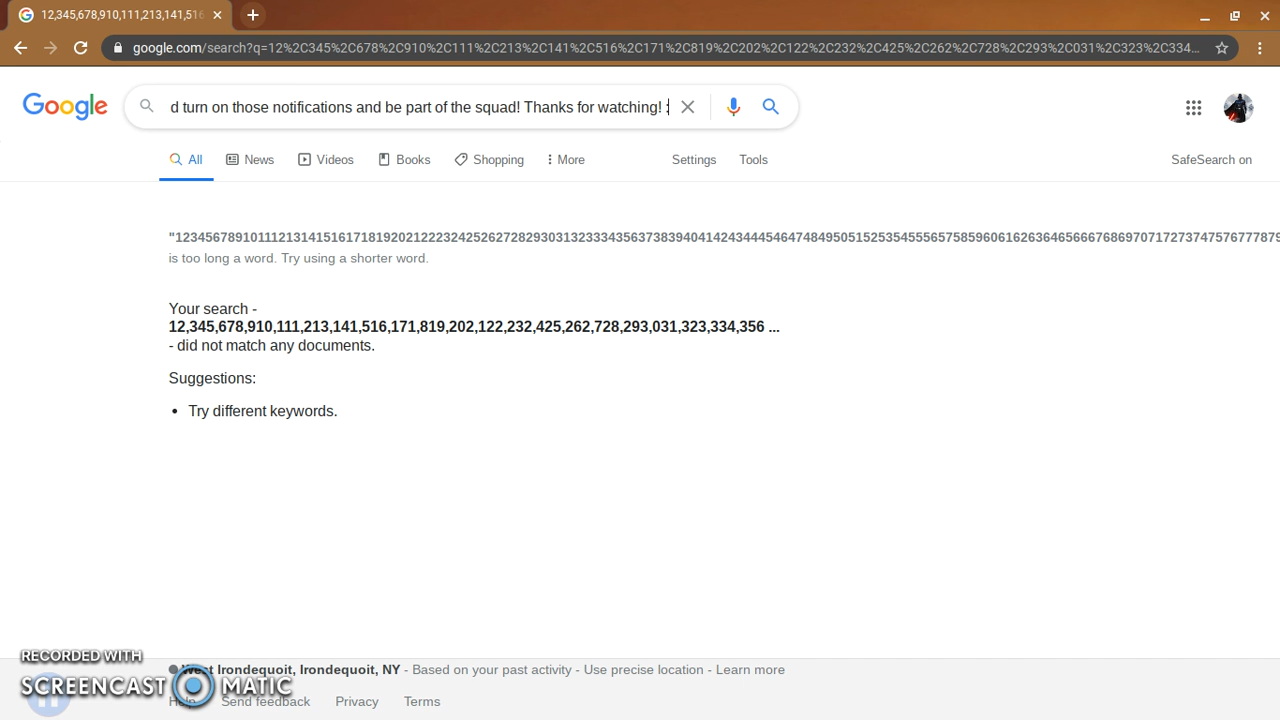 12,345,678,910,111,213,141,516
google.com/search?q=12%2C345%2C678%2C910%2C111%2C213%2C141%2C516%2C171%2C819%2C202%2C122%2C232%2C425%2C262%2C728%2C293%2C031%2C323%2C334...
Google
d turn on those notifications and be part of the squad! Thanks for watching! :
All News Videos Books Shopping More Settings Tools SafeSearch on
"12345678910111213141516171819202122232425262728293031323334353637383940414243444546474849505152535455565758596061626364656667686970717273747576777879
is too long a word. Try using a shorter word.
Your search -
12,345,678,910,111,213,141,516,171,819,202,122,232,425,262,728,293,031,323,334,356 ...
- did not match any documents.
Suggestions:
• Try different keywords.
RECORDED WITH
West Irondequoit, Irondequoit, NY - Based on your past activity - Use precise location - Learn more
SCREENCAST MATIC
Help Send feedback Privacy Terms